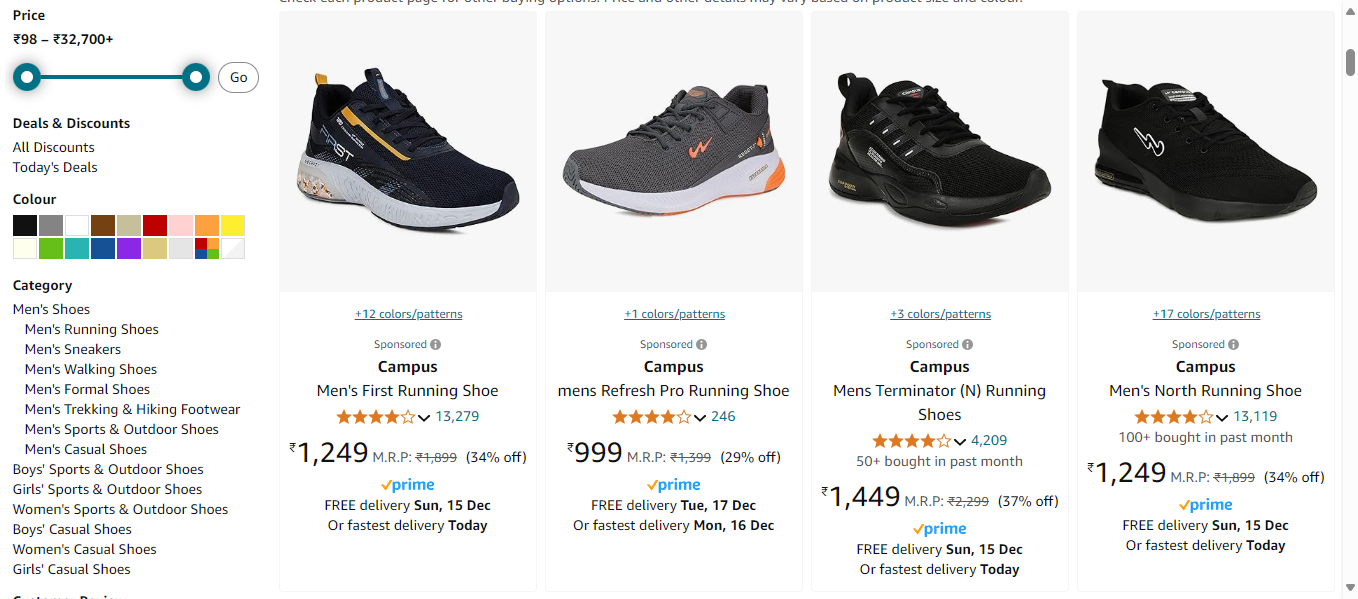 Check each product page for other buying options. Price and other details may vary based on product size and colour.
Price
₹98 – ₹32,700+
Go
Deals & Discounts
All Discounts
Today's Deals
Colour
Category
Men's Shoes
Men's Running Shoes
Men's Sneakers
Men's Walking Shoes
Men's Formal Shoes
Men's Trekking & Hiking Footwear
Men's Sports & Outdoor Shoes
Men's Casual Shoes
Boys' Sports & Outdoor Shoes
Girls' Sports & Outdoor Shoes
Women's Sports & Outdoor Shoes
Boys' Casual Shoes
Women's Casual Shoes
Girls' Casual Shoes
FIRST
+12 colors/patterns
Sponsored
Campus
Men's First Running Shoe
13,279
₹1,249 M.R.P: ₹1,899 (34% off)
prime
FREE delivery Sun, 15 Dec
Or fastest delivery Today
+1 colors/patterns
Sponsored
Campus
mens Refresh Pro Running Shoe
246
₹999 M.R.P: ₹1,399 (29% off)
prime
FREE delivery Tue, 17 Dec
Or fastest delivery Mon, 16 Dec
+3 colors/patterns
Sponsored
Campus
Mens Terminator (N) Running
Shoes
4,209
50+ bought in past month
₹1,449 M.R.P: ₹2,299 (37% off)
prime
FREE delivery Sun, 15 Dec
Or fastest delivery Today
+17 colors/patterns
Sponsored
Campus
Men's North Running Shoe
13,119
100+ bought in past month
₹1,249 M.R.P: ₹1,899 (34% off)
prime
FREE delivery Sun, 15 Dec
Or fastest delivery Today